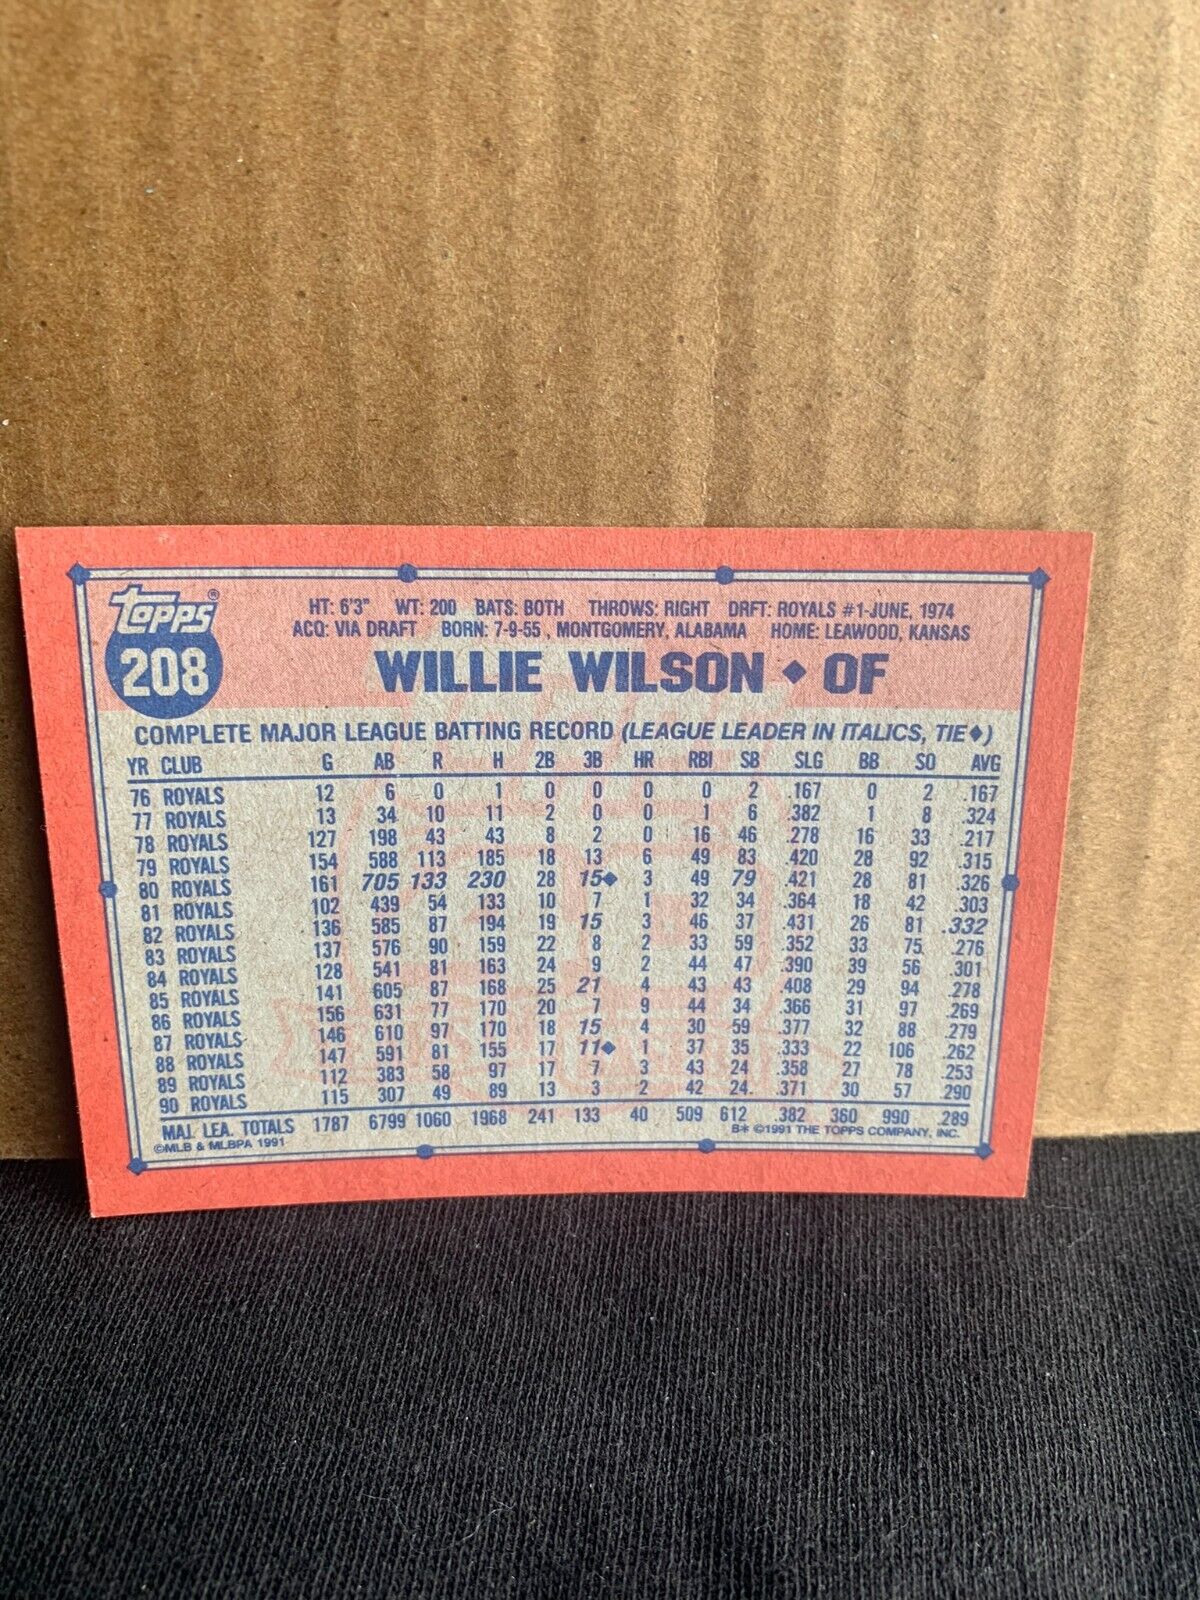 topps®
208
HT: 6'3" WT: 200 BATS: BOTH THROWS: RIGHT DRFT: ROYALS #1-JUNE, 1974
ACQ: VIA DRAFT BORN: 7-9-55 , MONTGOMERY, ALABAMA HOME: LEAWOOD, KANSAS
WILLIE WILSON ♦ OF
COMPLETE MAJOR LEAGUE BATTING RECORD (LEAGUE LEADER IN ITALICS, TIE♦)
YR CLUB G AB R H 2B 3B HR RBI SB SLG BB SO AVG
76 ROYALS 12 6 0 1 0 0 0 0 2 .167 0 2 .167
77 ROYALS 13 34 10 11 2 0 0 1 6 .382 1 8 .324
78 ROYALS 127 198 43 43 8 2 0 16 46 .278 16 33 .217
79 ROYALS 154 588 113 185 18 13 6 49 83 .420 28 92 .315
80 ROYALS 161 705 133 230 28 15♦ 3 49 79 .421 28 81 .326
81 ROYALS 102 439 54 133 10 7 1 32 34 .364 18 42 .303
82 ROYALS 136 585 87 194 19 15 3 46 37 .431 26 81 .332
83 ROYALS 137 576 90 159 22 8 2 33 59 .352 33 75 .276
84 ROYALS 128 541 81 163 24 9 2 44 47 .390 39 56 .301
85 ROYALS 141 605 87 168 25 21 4 43 43 .408 29 94 .278
86 ROYALS 156 631 77 170 20 7 9 44 34 .366 31 97 .269
87 ROYALS 146 610 97 170 18 15 4 30 59 .377 32 88 .279
88 ROYALS 147 591 81 155 17 11♦ 1 37 35 .333 22 106 .262
89 ROYALS 112 383 58 97 17 7 3 43 24 .358 27 78 .253
90 ROYALS 115 307 49 89 13 3 2 42 24. .371 30 57 .290
MAJ. LEA. TOTALS 1787 6799 1060 1968 241 133 40 509 612 .382 360 990 .289
©MLB & MLBPA 1991 B* ©1991 THE TOPPS COMPANY, INC.